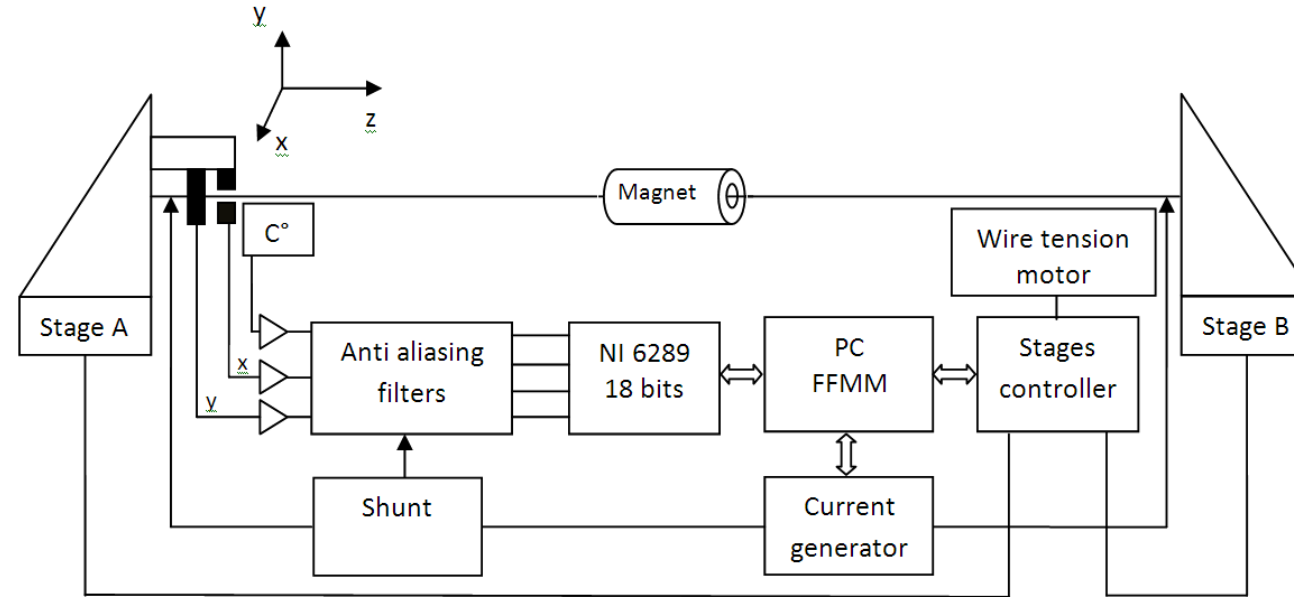 y
z
x
Magnet
C°
Wire tension
motor
Stage A
Stage B
Anti aliasing
filters
NI 6289
18 bits
PC
FFMM
Stages
controller
x
y
Shunt
Current
generator